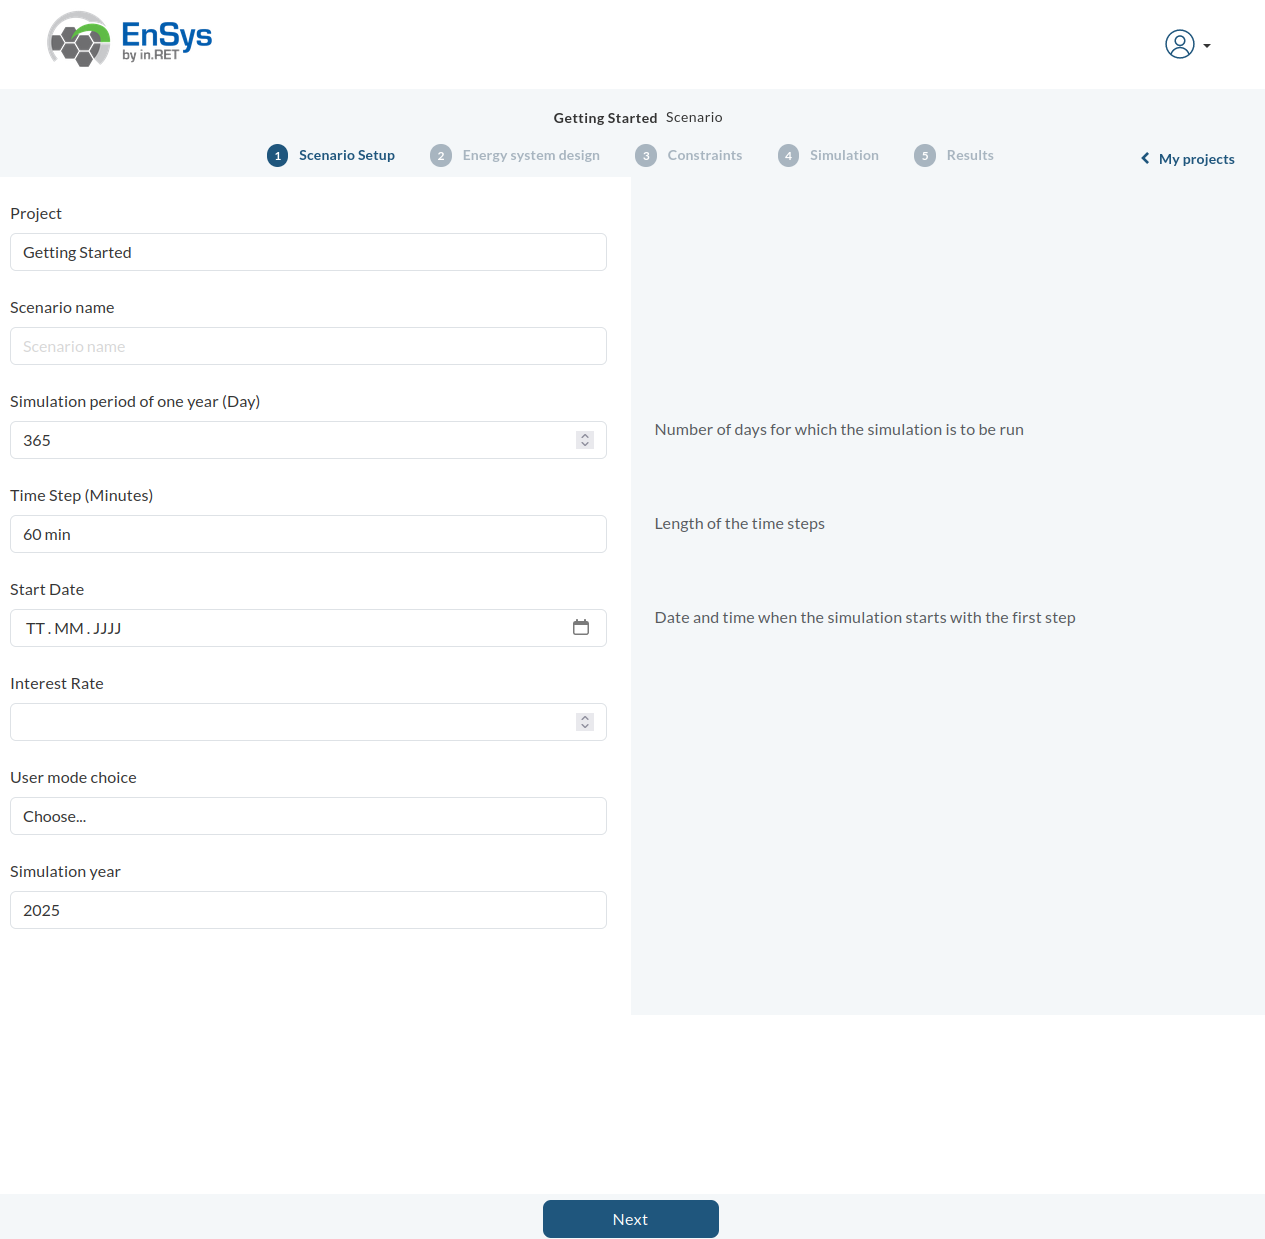 EnSys
by in.RET
Getting Started Scenario
1 Scenario Setup 2 Energy system design 3 Constraints 4 Simulation 5 Results
My projects
Project
Getting Started
Scenario name
Scenario name
Simulation period of one year (Day)
365
Number of days for which the simulation is to be run
Time Step (Minutes)
60 min
Length of the time steps
Start Date
TT . MM . JJJJ
Date and time when the simulation starts with the first step
Interest Rate
User mode choice
Choose...
Simulation year
2025
Next